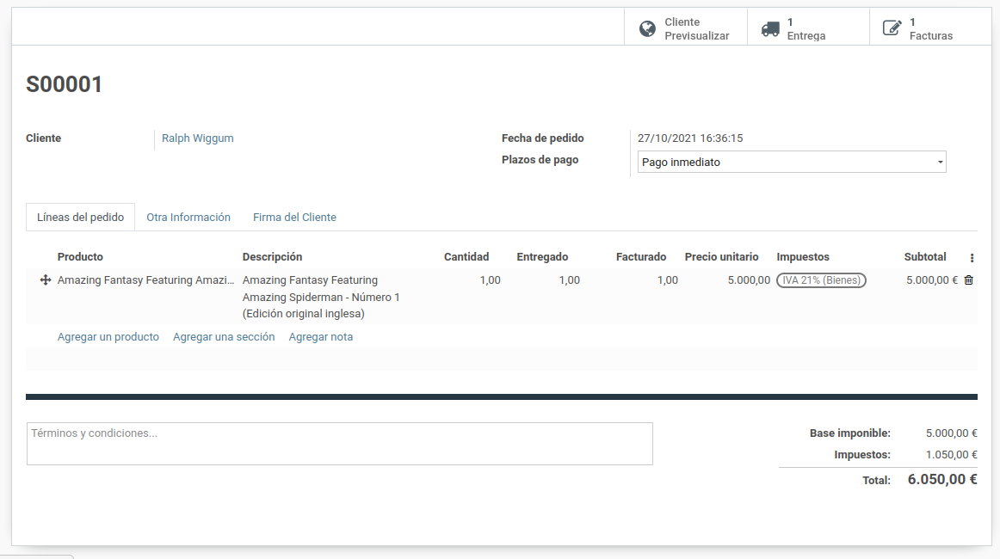 Cliente
Previsualizar
1
Entrega
1
Facturas
S00001
Cliente Ralph Wiggum
Fecha de pedido 27/10/2021 16:36:15
Plazos de pago Pago inmediato
Líneas del pedido Otra Información Firma del Cliente
Producto Descripción Cantidad Entregado Facturado Precio unitario Impuestos Subtotal
Amazing Fantasy Featuring Amazi... Amazing Fantasy Featuring 1,00 1,00 1,00 5.000,00 IVA 21% (Bienes) 5.000,00 €
Amazing Spiderman - Número 1
(Edición original inglesa)
Agregar un producto Agregar una sección Agregar nota
Términos y condiciones...
Base imponible: 5.000,00 €
Impuestos: 1.050,00 €
Total: 6.050,00 €